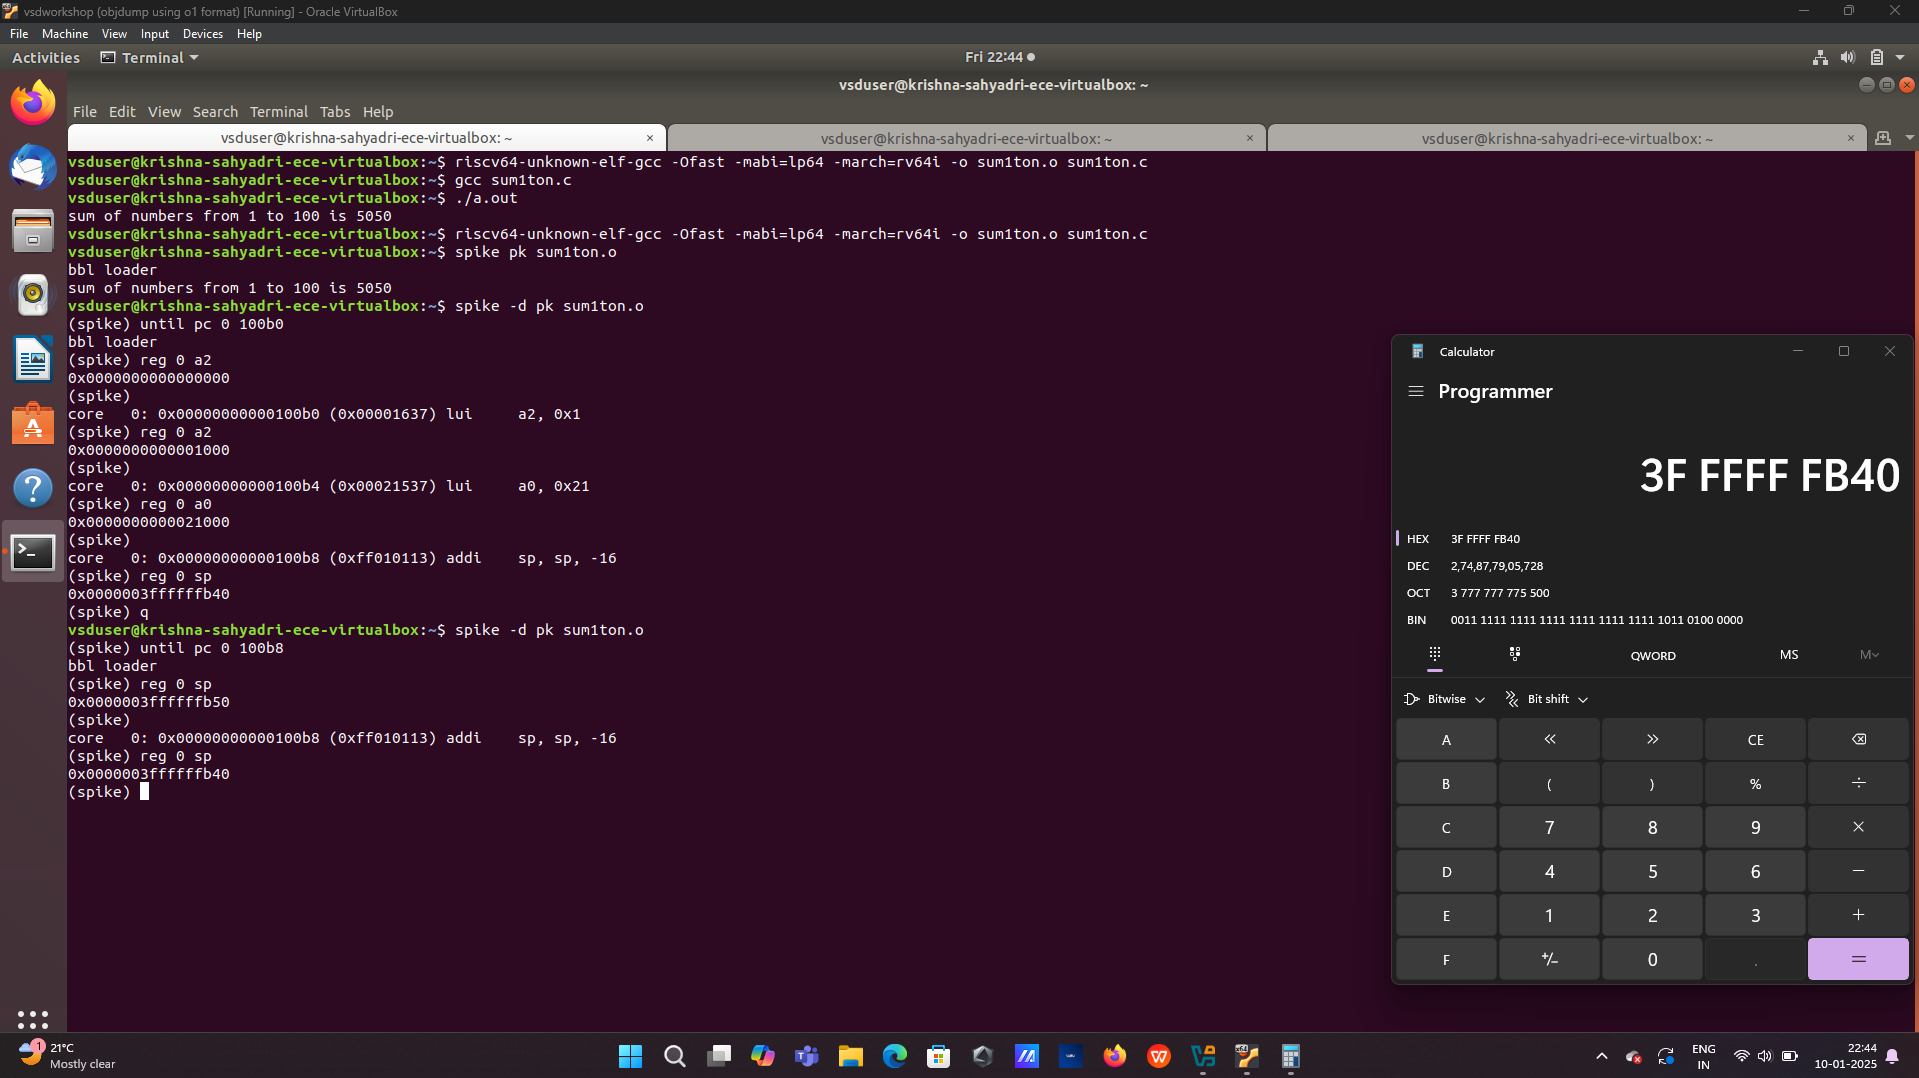 vsdworkshop (objdump using o1 format) [Running] - Oracle VirtualBox
File Machine View Input Devices Help
Activities Terminal Fri 22:44
vsduser@krishna-sahyadri-ece-virtualbox: ~
File Edit View Search Terminal Tabs Help
vsduser@krishna-sahyadri-ece-virtualbox: ~ × vsduser@krishna-sahyadri-ece-virtualbox: ~ × vsduser@krishna-sahyadri-ece-virtualbox: ~ ×
vsduser@krishna-sahyadri-ece-virtualbox:~$ riscv64-unknown-elf-gcc -Ofast -mabi=lp64 -march=rv64i -o sum1ton.o sum1ton.c
vsduser@krishna-sahyadri-ece-virtualbox:~$ gcc sum1ton.c
vsduser@krishna-sahyadri-ece-virtualbox:~$ ./a.out
sum of numbers from 1 to 100 is 5050
vsduser@krishna-sahyadri-ece-virtualbox:~$ riscv64-unknown-elf-gcc -Ofast -mabi=lp64 -march=rv64i -o sum1ton.o sum1ton.c
vsduser@krishna-sahyadri-ece-virtualbox:~$ spike pk sum1ton.o
bbl loader
sum of numbers from 1 to 100 is 5050
vsduser@krishna-sahyadri-ece-virtualbox:~$ spike -d pk sum1ton.o
(spike) until pc 0 100b0
bbl loader
(spike) reg 0 a2
0x0000000000000000
(spike)
core   0: 0x00000000000100b0 (0x00001637) lui     a2, 0x1
(spike) reg 0 a2
0x0000000000001000
(spike)
core   0: 0x00000000000100b4 (0x00021537) lui     a0, 0x21
(spike) reg 0 a0
0x0000000000021000
(spike)
core   0: 0x00000000000100b8 (0xff010113) addi    sp, sp, -16
(spike) reg 0 sp
0x0000003ffffffb40
(spike) q
vsduser@krishna-sahyadri-ece-virtualbox:~$ spike -d pk sum1ton.o
(spike) until pc 0 100b8
bbl loader
(spike) reg 0 sp
0x0000003ffffffb50
(spike)
core   0: 0x00000000000100b8 (0xff010113) addi    sp, sp, -16
(spike) reg 0 sp
0x0000003ffffffb40
(spike)
Calculator
Programmer
3F FFFF FB40
HEX 3F FFFF FB40
DEC 2,74,87,79,05,728
OCT 3 777 777 775 500
BIN 0011 1111 1111 1111 1111 1111 1111 1011 0100 0000
QWORD MS M
Bitwise Bit shift
A « » CE
B ( ) % ÷
C 7 8 9 ×
D 4 5 6 −
E 1 2 3 +
F +/− 0 . =
1 21°C
Mostly clear
ENG
IN
22:44
10-01-2025